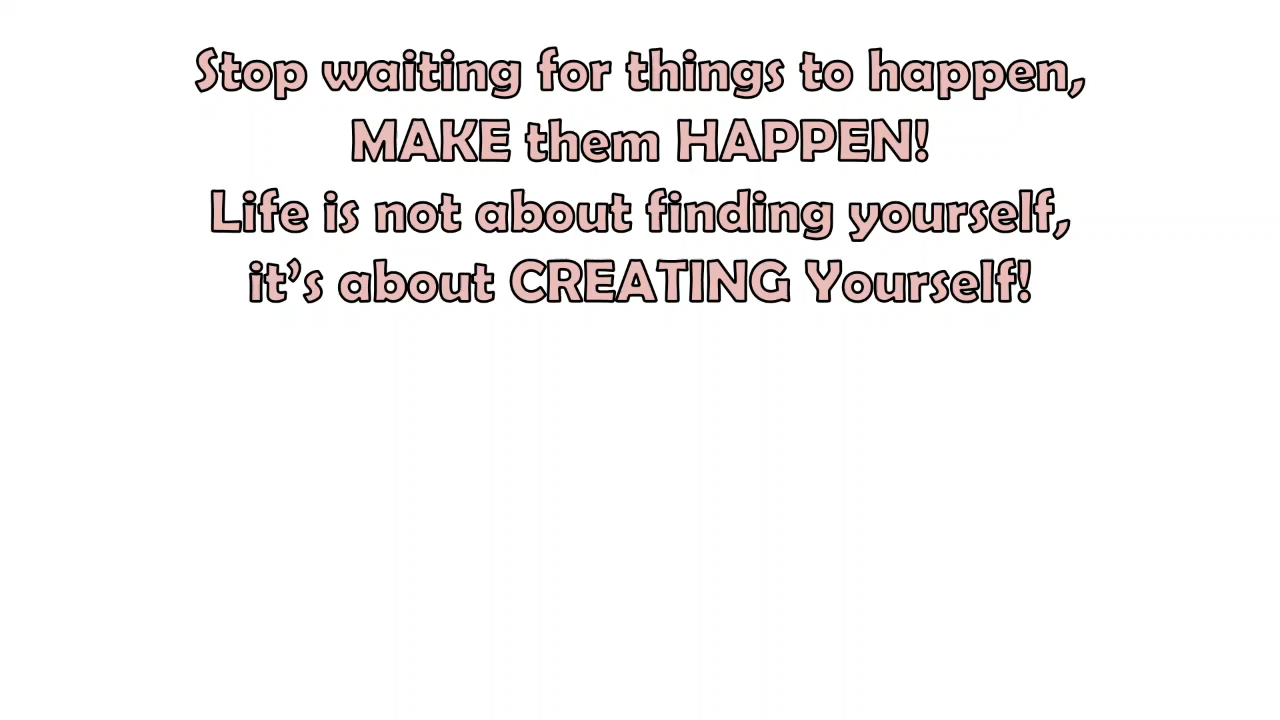 Stop waiting for things to happen,
MAKE them HAPPEN!
Life is not about finding yourself,
it’s about CREATING Yourself!